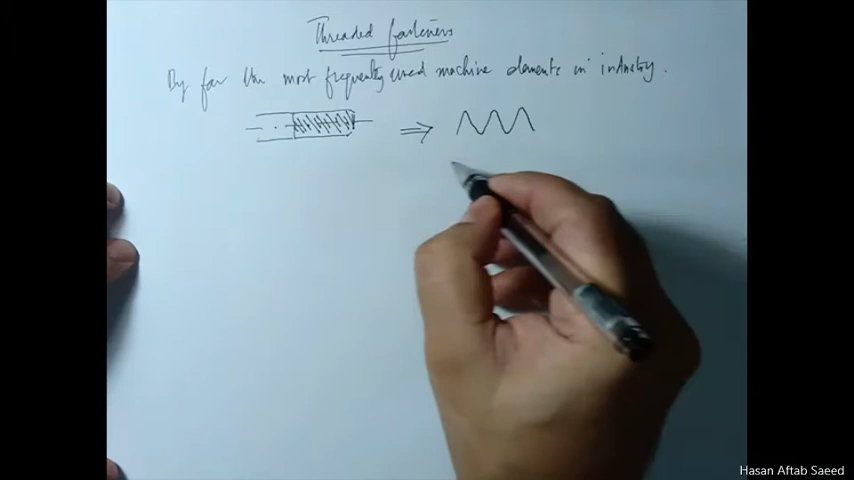 Threaded fasteners
By far the most frequently used machine elements in industry.
Hasan Aftab Saeed